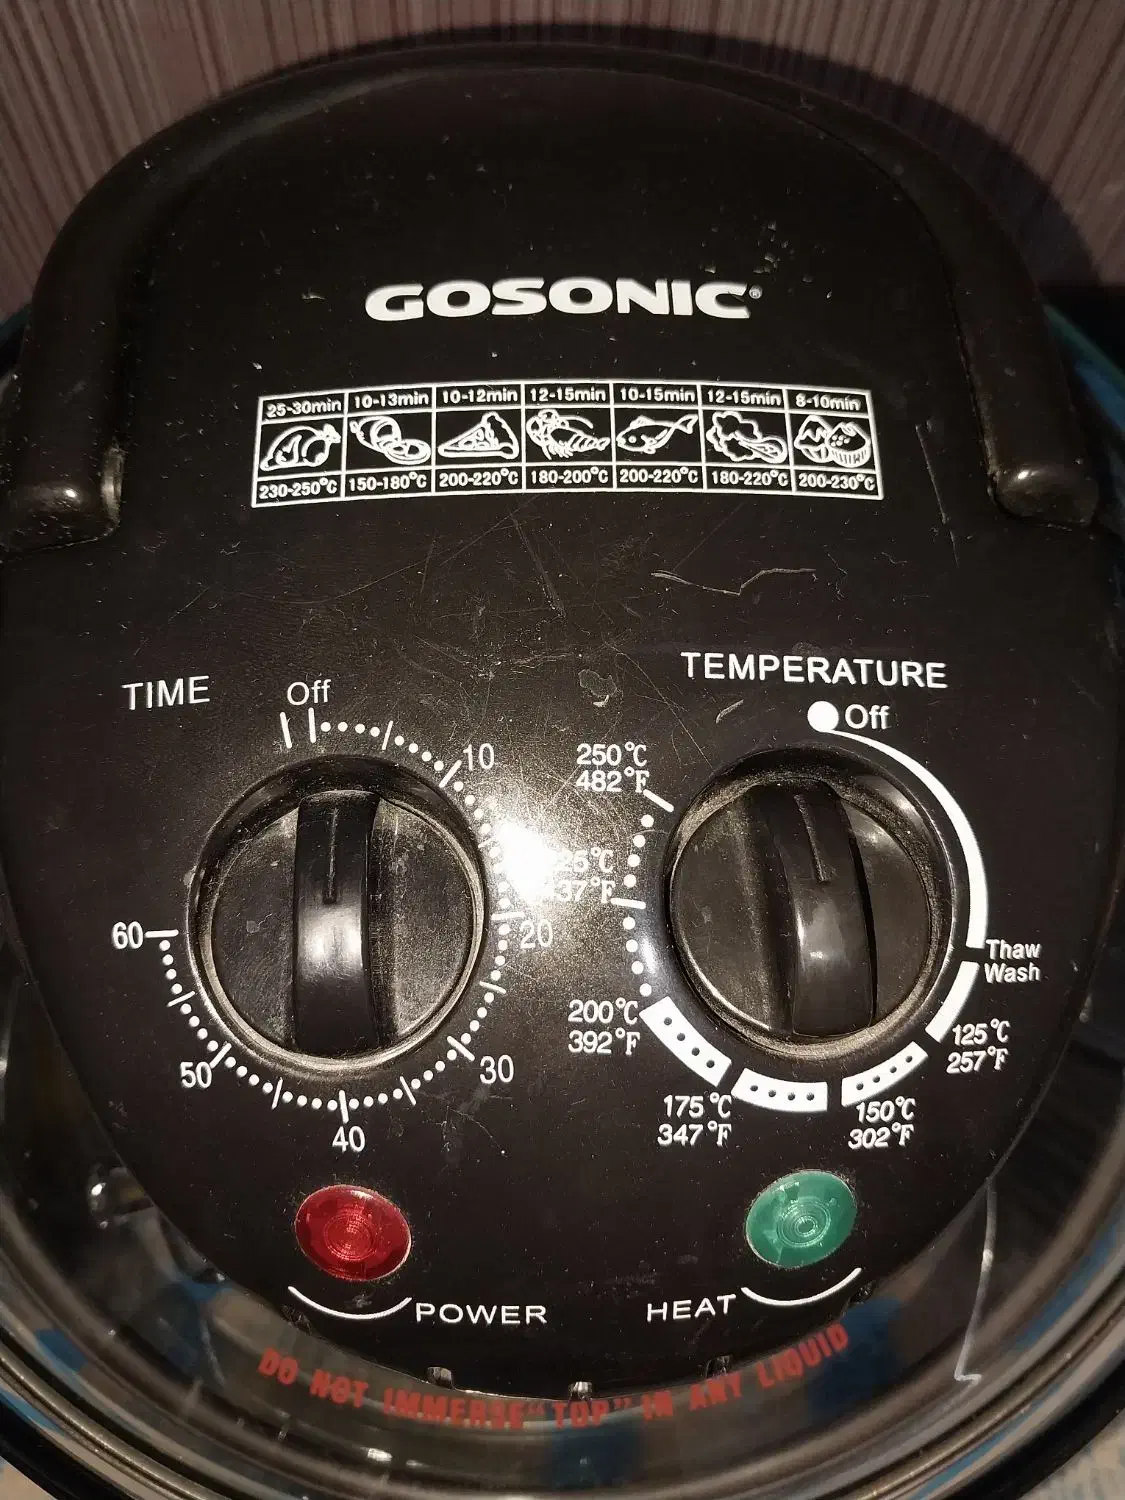 GOSONIC®
25-30min 10-13min 10-12min 12-15min 10-15min 12-15min 8-10min
230-250°C 150-180°C 200-220°C 180-200°C 200-220°C 180-220°C 200-230°C
TIME
Off
10
20
30
40
50
60
TEMPERATURE
Off
250°C
482°F
200°C
392°F
175°C
347°F
150°C
302°F
125°C
257°F
Thaw
Wash
POWER
HEAT
DO NOT IMMERSE "TOP" IN ANY LIQUID